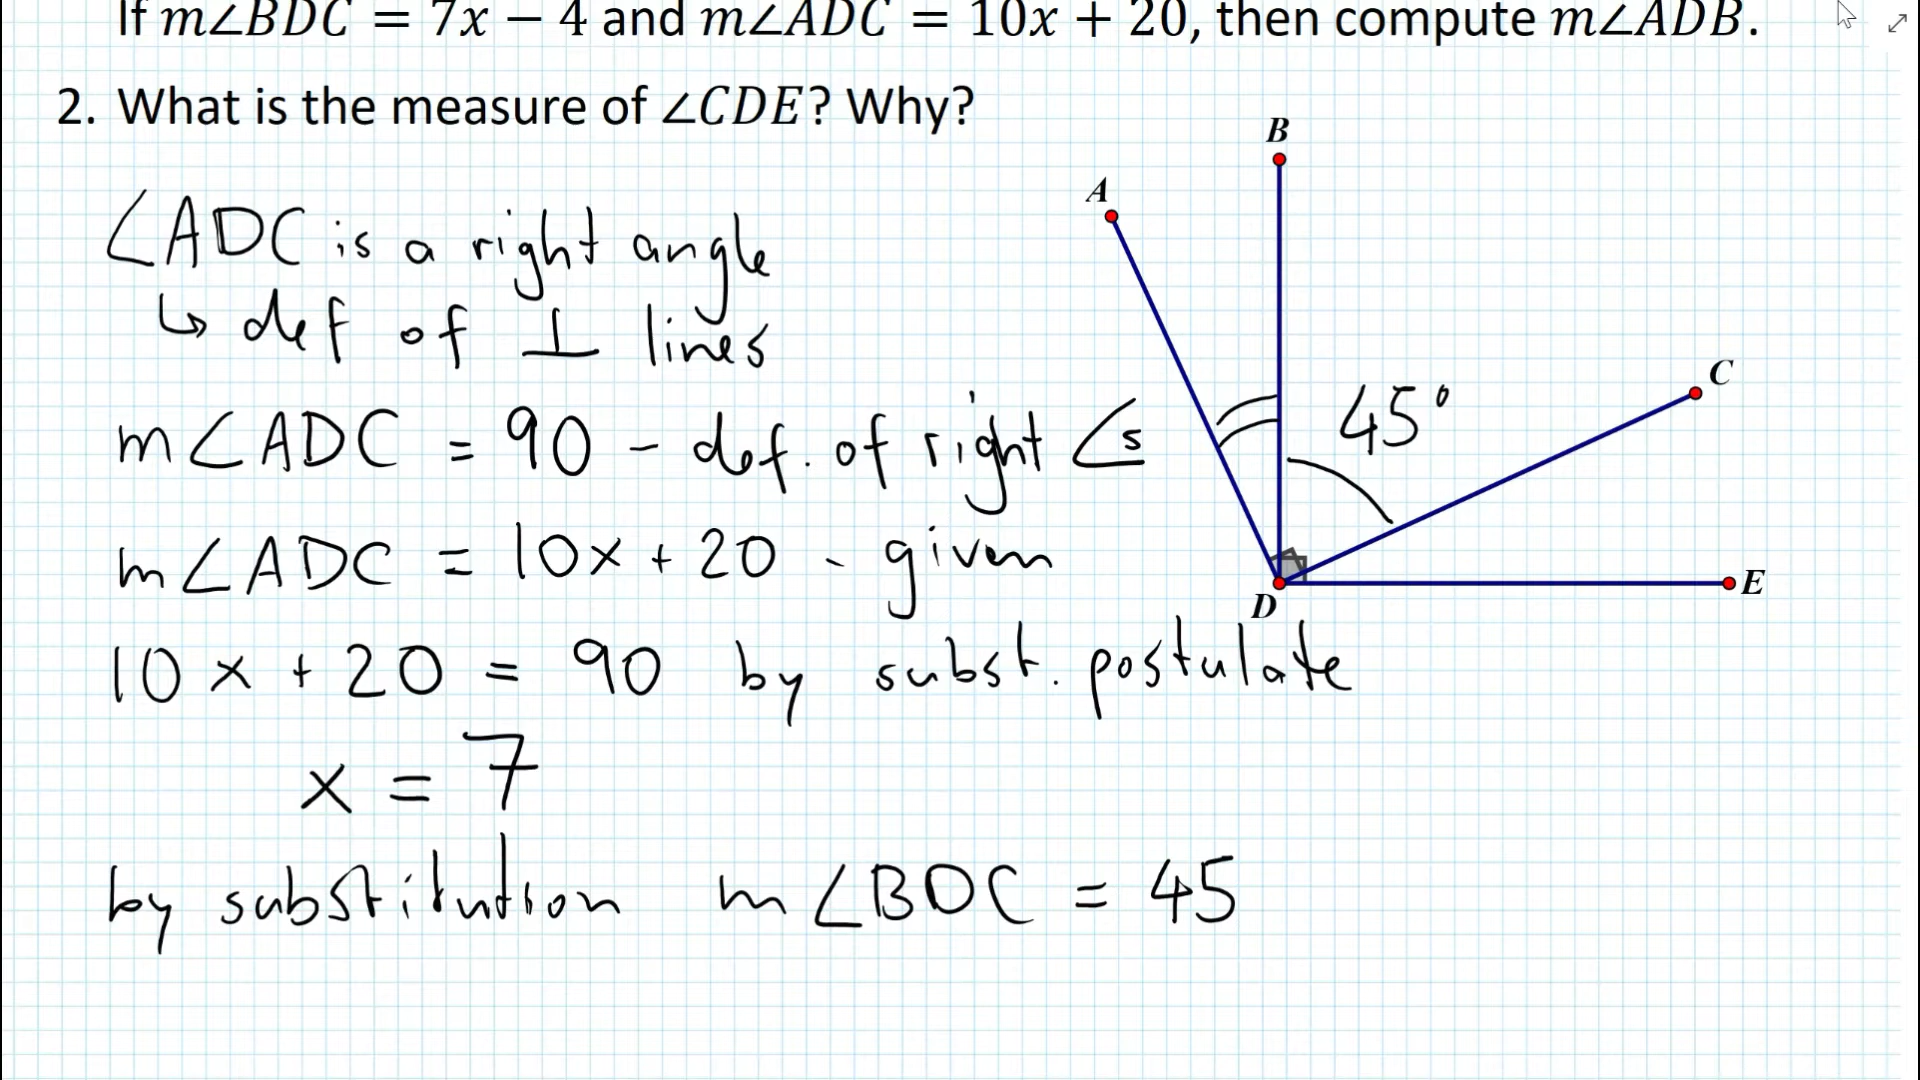 If m∠BDC = 7x − 4 and m∠ADC = 10x + 20, then compute m∠ADB.
2. What is the measure of ∠CDE? Why?
B
A
∠ADC is a right angle
↳ def of ⊥ lines
C
45°
m∠ADC = 90 - def. of right ∠s
m∠ADC = 10x + 20 - given
E
D
10x + 20 = 90 by subst. postulate
x = 7
by substitution m∠BDC = 45